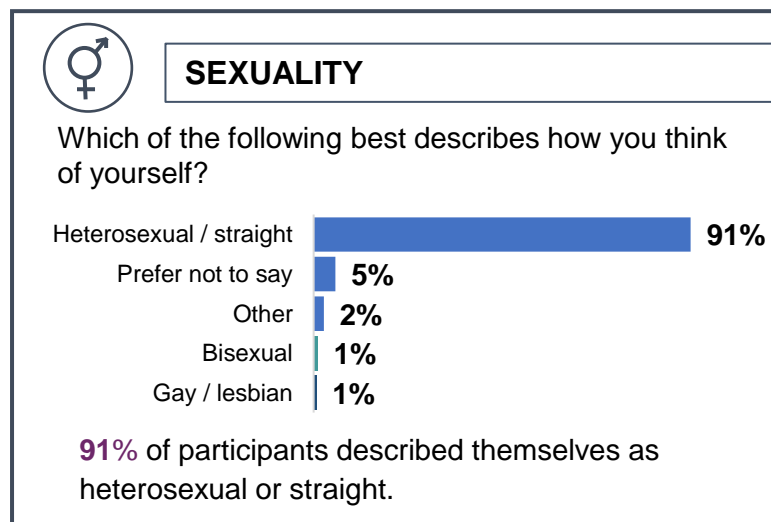 SEXUALITY
Which of the following best describes how you think
of yourself?
Heterosexual / straight 91%
Prefer not to say 5%
Other 2%
Bisexual 1%
Gay / lesbian 1%
91% of participants described themselves as
heterosexual or straight.